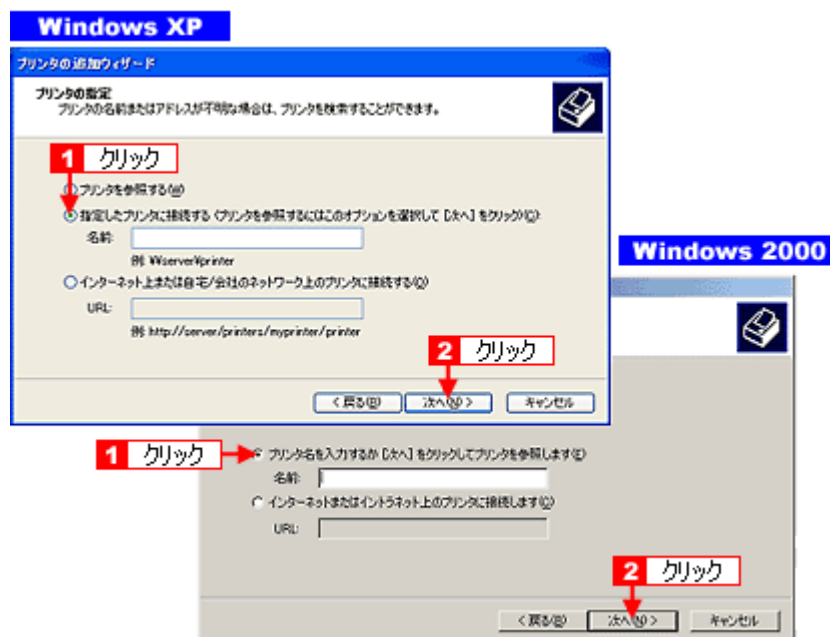 Windows XP
プリンタの追加ウィザード
プリンタの指定
プリンタの名前またはアドレスが不明な場合は、プリンタを検索することができます。
1 クリック
プリンタを参照する(W)
指定したプリンタに接続する (プリンタを参照するにはこのオプションを選択して [次へ] をクリック)(C):
名前:
例: ¥¥server¥printer
インターネット上または自宅/会社のネットワーク上のプリンタに接続する(O):
URL:
例: http://server/printers/myprinter/printer
2 クリック
< 戻る(B) 次へ(N) > キャンセル
Windows 2000
1 クリック
プリンタ名を入力するか [次へ] をクリックしてプリンタを参照します(E)
名前:
インターネットまたはイントラネット上のプリンタに接続します(C)
URL:
2 クリック
< 戻る(B) 次へ(N) > キャンセル